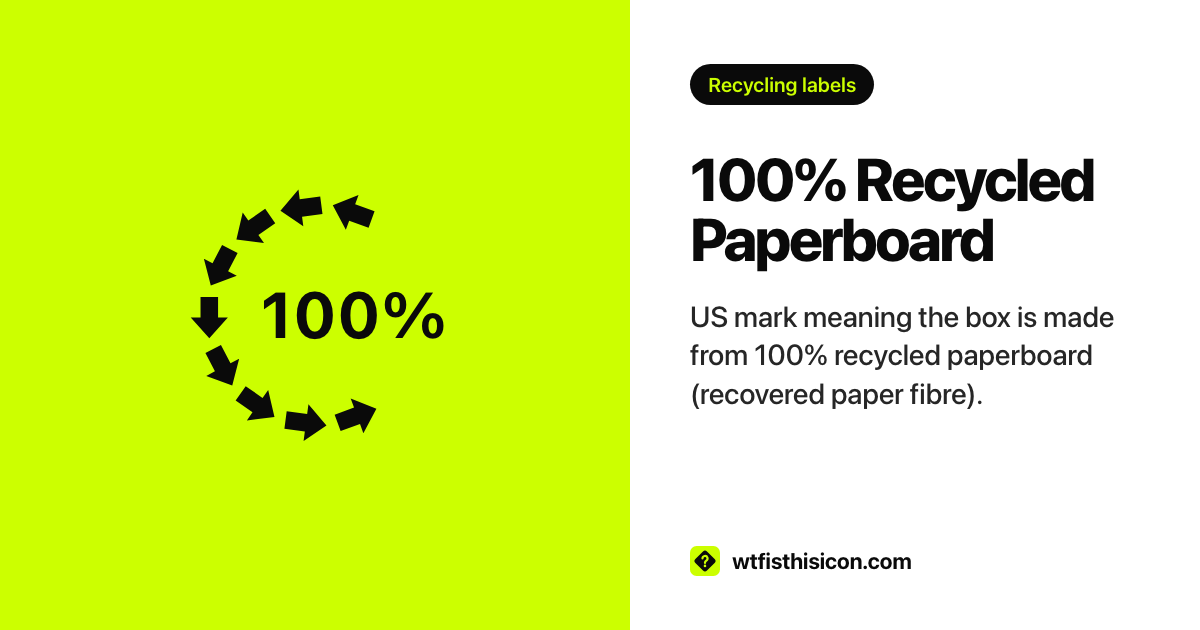 100%
Recycling labels
100% Recycled
Paperboard
US mark meaning the box is made
from 100% recycled paperboard
(recovered paper fibre).
?
wtfisthisicon.com